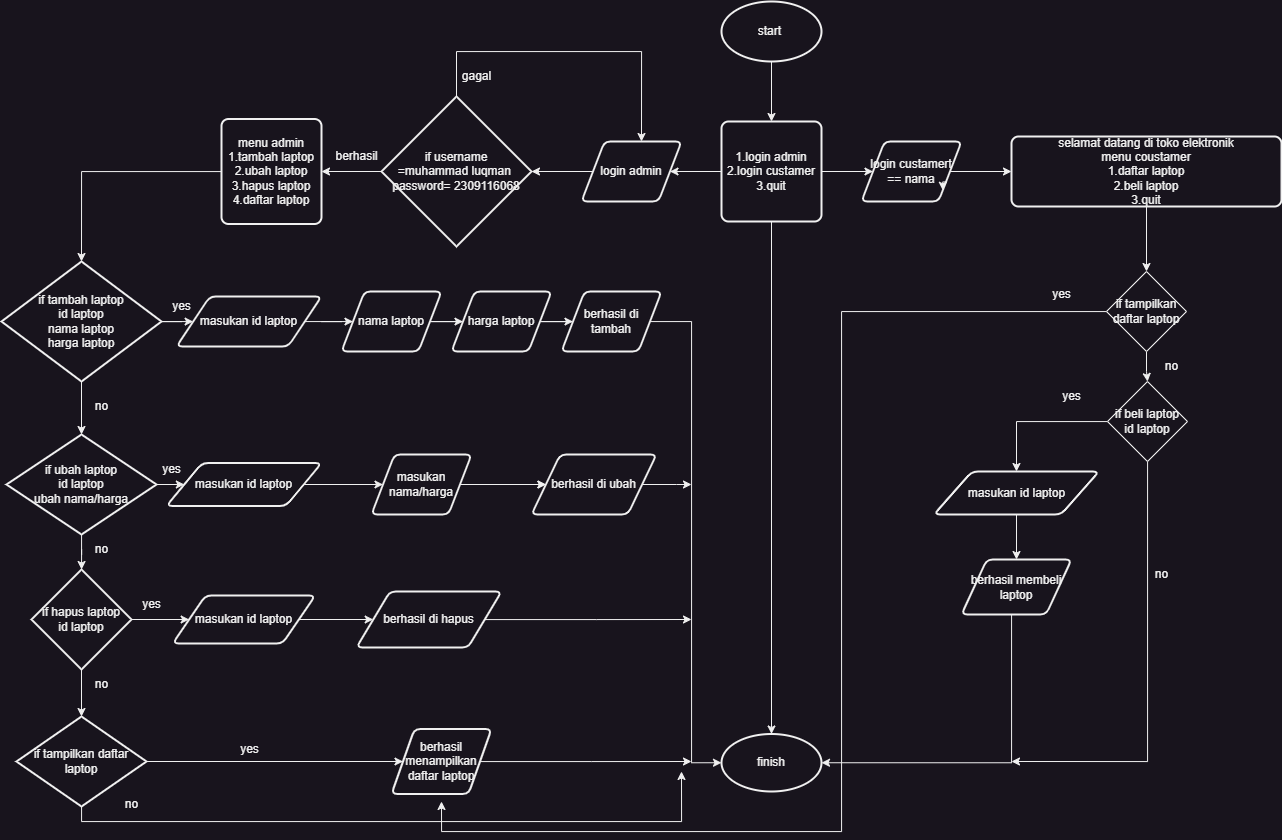 start
gagal
menu admin
1.tambah laptop
2.ubah laptop
3.hapus laptop
4.daftar laptop
berhasil
if username
=muhammad luqman
password= 2309116068
login admin
1.login admin
2.login custamer
3.quit
login custamert
== nama
selamat datang di toko elektronik
menu coustamer
1.daftar laptop
2.beli laptop
3.quit
if tambah laptop
id laptop
nama laptop
harga laptop
yes
masukan id laptop
nama laptop
harga laptop
berhasil di
tambah
yes
if tampilkan
daftar laptop
no
no
yes
if beli laptop
id laptop
if ubah laptop
id laptop
ubah nama/harga
yes
masukan id laptop
masukan
nama/harga
berhasil di ubah
masukan id laptop
no
if hapus laptop
id laptop
yes
masukan id laptop
berhasil di hapus
berhasil membeli
laptop
no
no
if tampilkan daftar
laptop
yes
berhasil
menampilkan
daftar laptop
finish
no